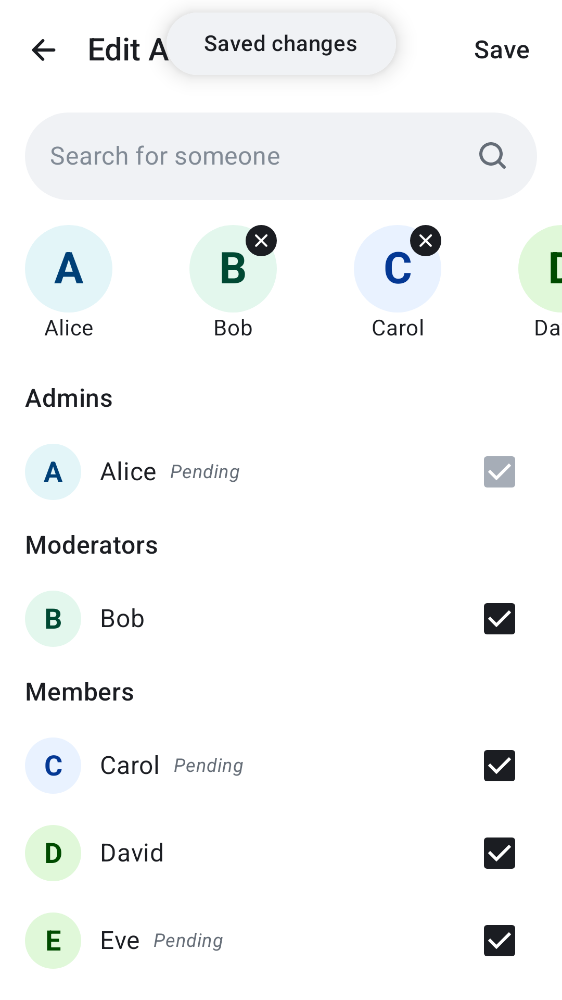 Edit A
Saved changes
Save
Search for someone
A
B
C
Alice
Bob
Carol
Da
Admins
A Alice Pending
Moderators
B Bob
Members
C Carol Pending
D David
E Eve Pending